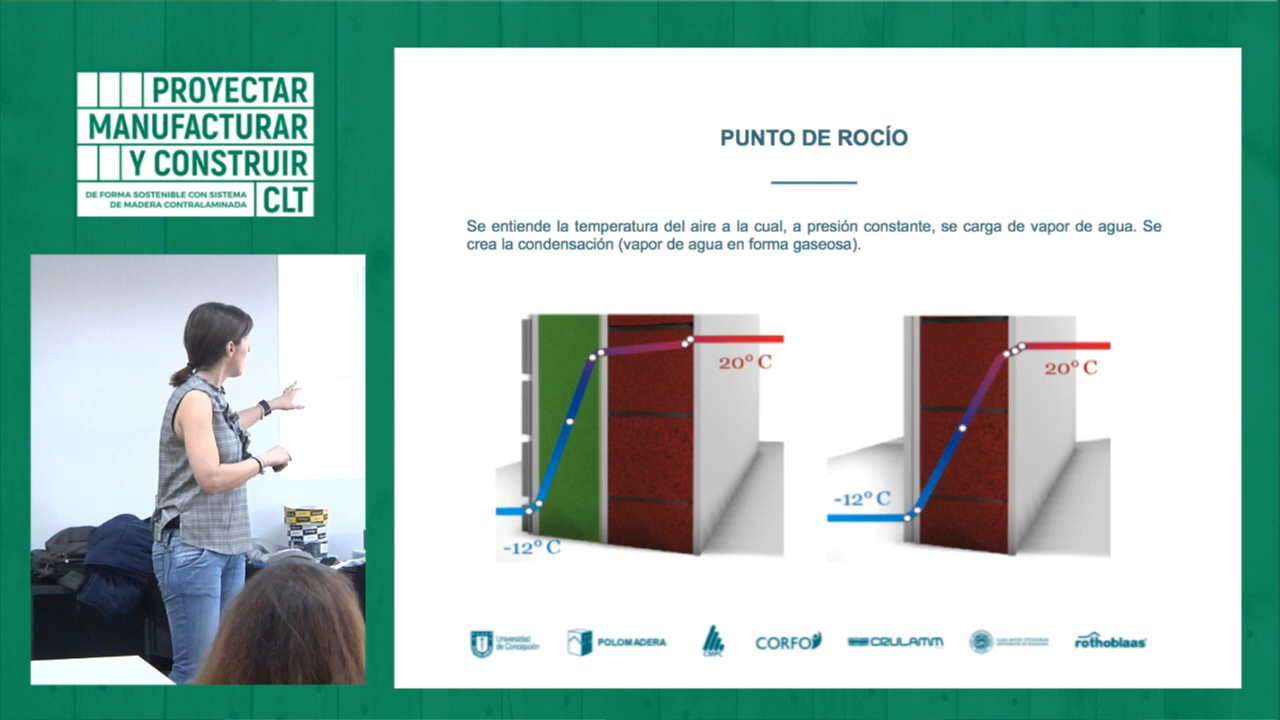 PROYECTAR
MANUFACTURAR
Y CONSTRUIR
DE FORMA SOSTENIBLE CON SISTEMA
DE MADERA CONTRALAMINADA
CLT
PUNTO DE ROCÍO
Se entiende la temperatura del aire a la cual, a presión constante, se carga de vapor de agua. Se
crea la condensación (vapor de agua en forma gaseosa).
20° C
-12° C
20° C
-12° C
Universidad
de Concepción
POLOMADERA
CMPC
CORFO
CRULAMM
rothoblaas